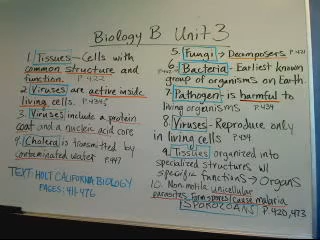 Biology B Unit 3
1. Tissues - Cells with
common structure and
function. P.422
2. Viruses are active inside
living cells. P.434
3. Viruses include a protein
coat and a nucleic acid core
4. Cholera is transmitted by
contaminated water P.447
TEXT: HOLT CALIFORNIA BIOLOGY
PAGES: 411-476
5. Fungi → Decomposers P.421
6. Bacteria - Earliest known
group of organisms on Earth.
7. Pathogen - is harmful to
living organisms P.434
8. Viruses - Reproduce only
in living cells P.434
9. Tissues organized into
specialized structures w/
specific functions → Organs
10. Non-motile unicellular
parasites form spores/cause malaria
SPOROZOANS P.420,473